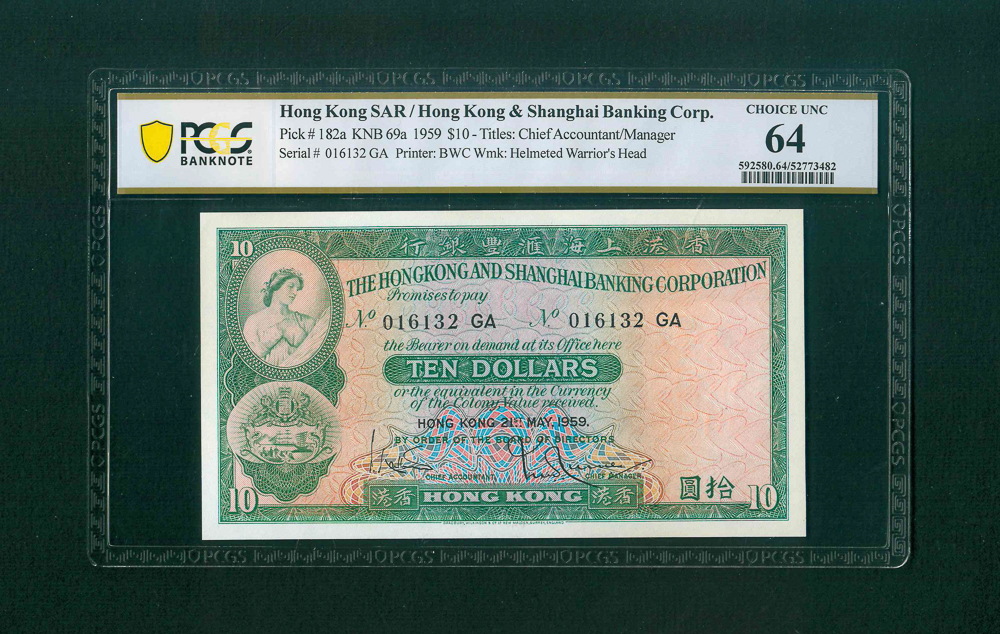 PCGS
BANKNOTE
Hong Kong SAR / Hong Kong & Shanghai Banking Corp.
Pick # 182a KNB 69a 1959 $10 - Titles: Chief Accountant/Manager
Serial # 016132 GA Printer: BWC Wmk: Helmeted Warrior's Head
CHOICE UNC
64
592580.64/52773482
10
行銀豐滙海上港香
THE HONGKONG AND SHANGHAI BANKING CORPORATION
Promises to pay
No 016132 GA No 016132 GA
the Bearer on demand at its Office here
TEN DOLLARS
or the equivalent in the Currency
of the Colony Value received.
HONG KONG 21ST MAY, 1959.
BY ORDER OF THE BOARD OF DIRECTORS
CHIEF ACCOUNTANT. CHIEF MANAGER.
10 港香 HONG KONG 港香 圓拾 10